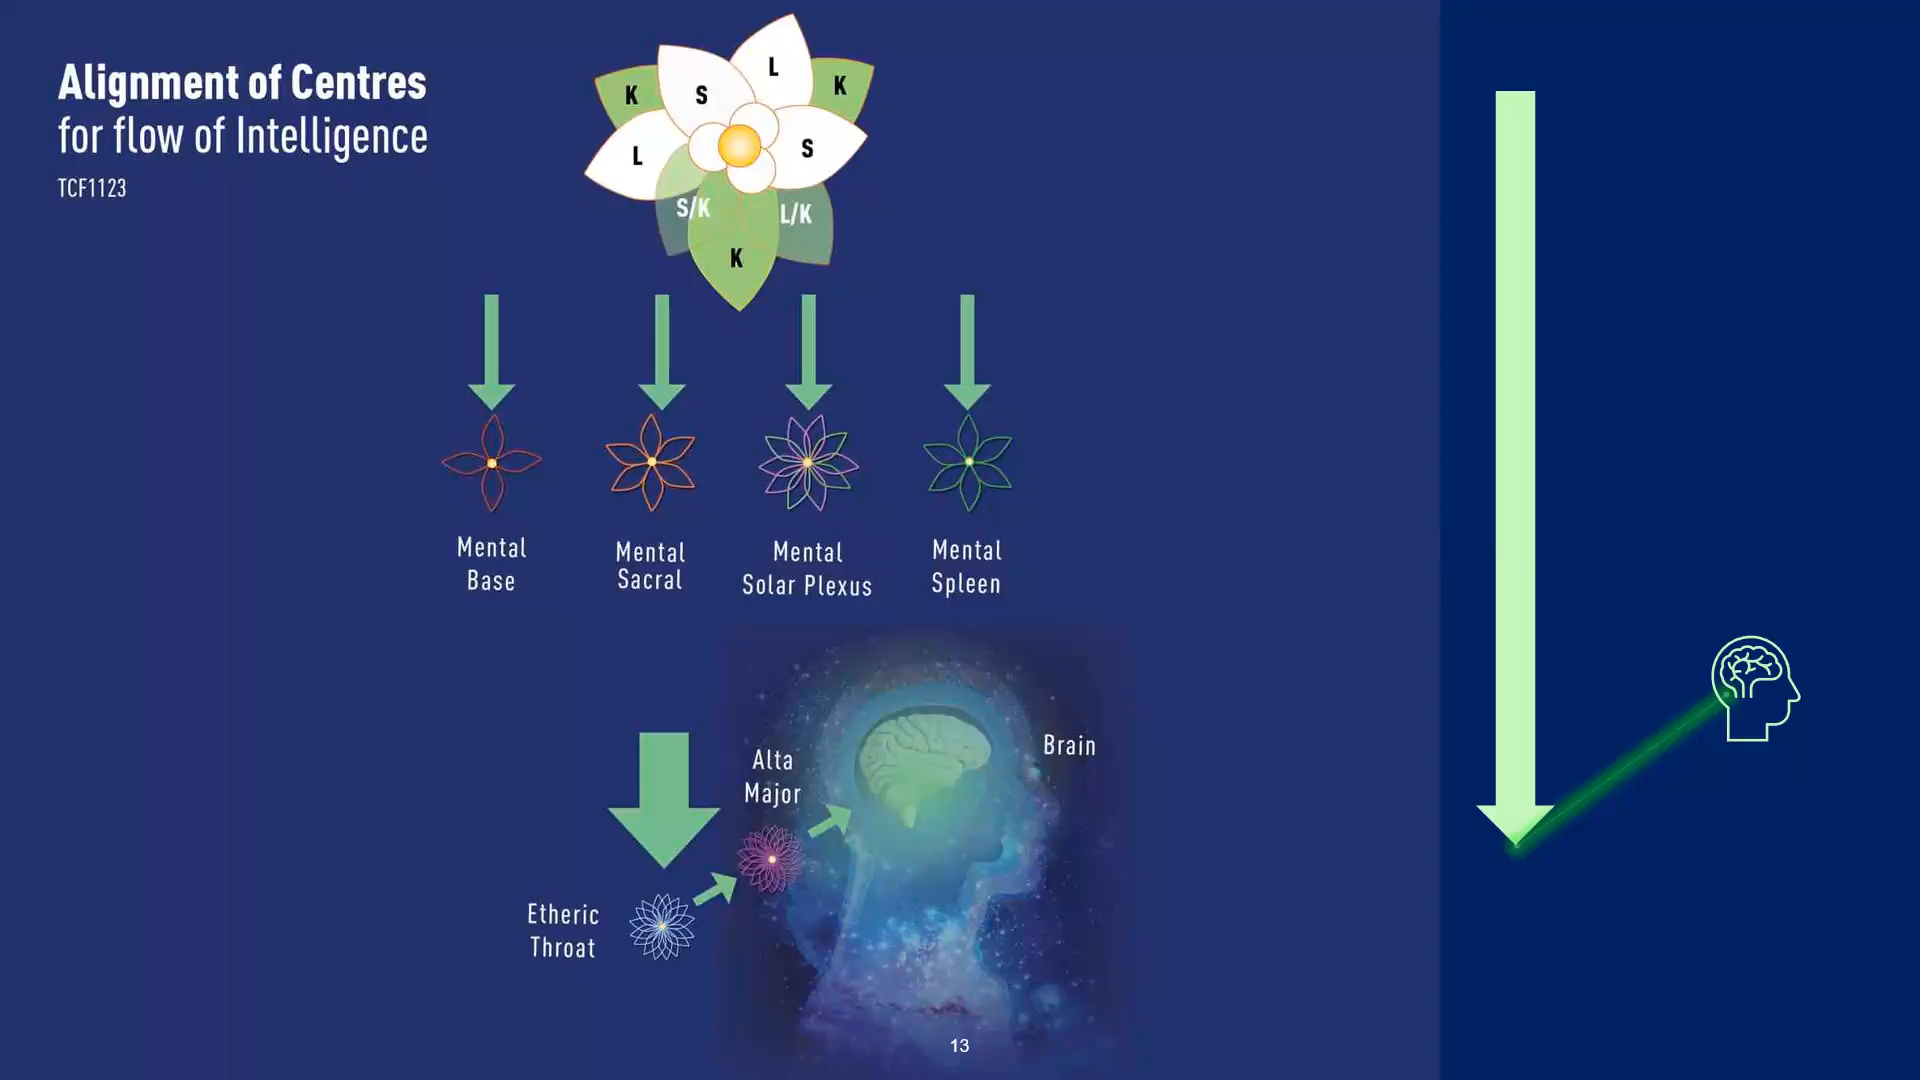 Alignment of Centres
for flow of Intelligence
TCF1123
L
K
K
S
S
L
S/K
L/K
K
Mental
Base
Mental
Sacral
Mental
Solar Plexus
Mental
Spleen
Alta
Major
Brain
Etheric
Throat
13